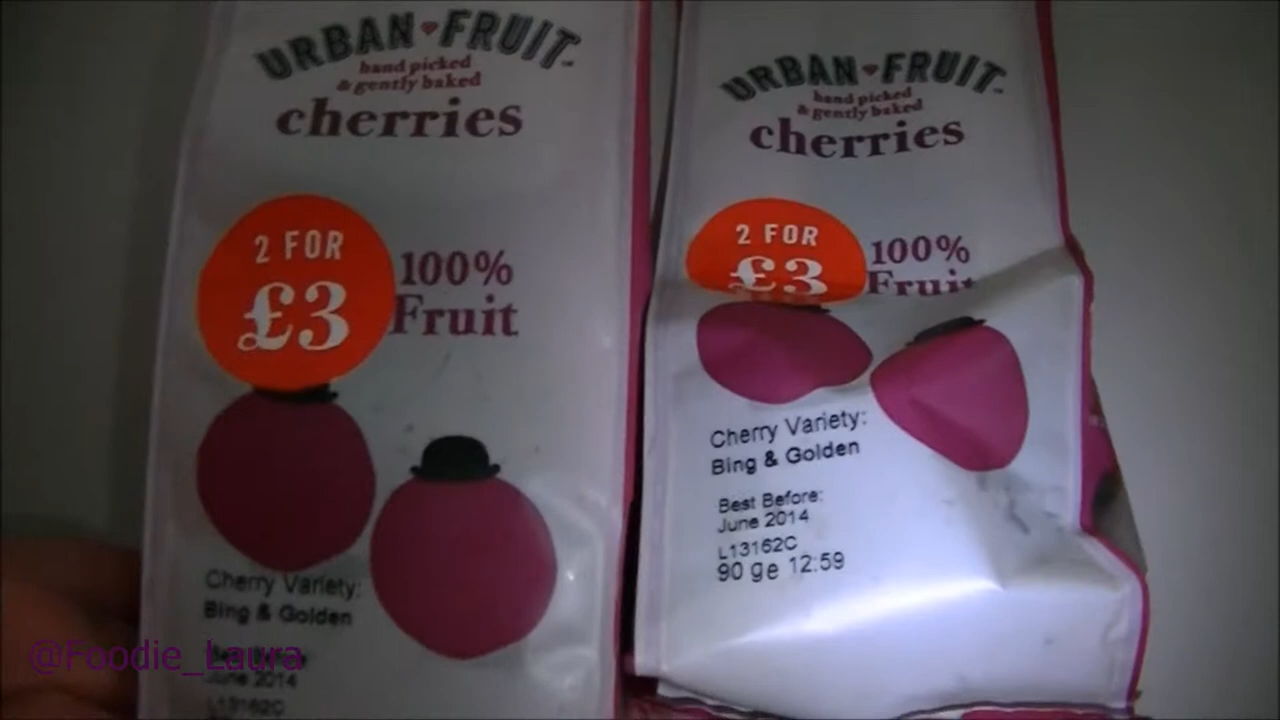 URBAN FRUIT
hand picked
& gently baked
cherries
2 FOR
£3
100%
Fruit
Cherry Variety:
Bing & Golden
June 2014
L13162C
@Foodie_Laura
URBAN FRUIT
hand picked
& gently baked
cherries
2 FOR
£3
100%
Fruit
Cherry Variety:
Bing & Golden
Best Before:
June 2014
L13162C
90 ge 12:59